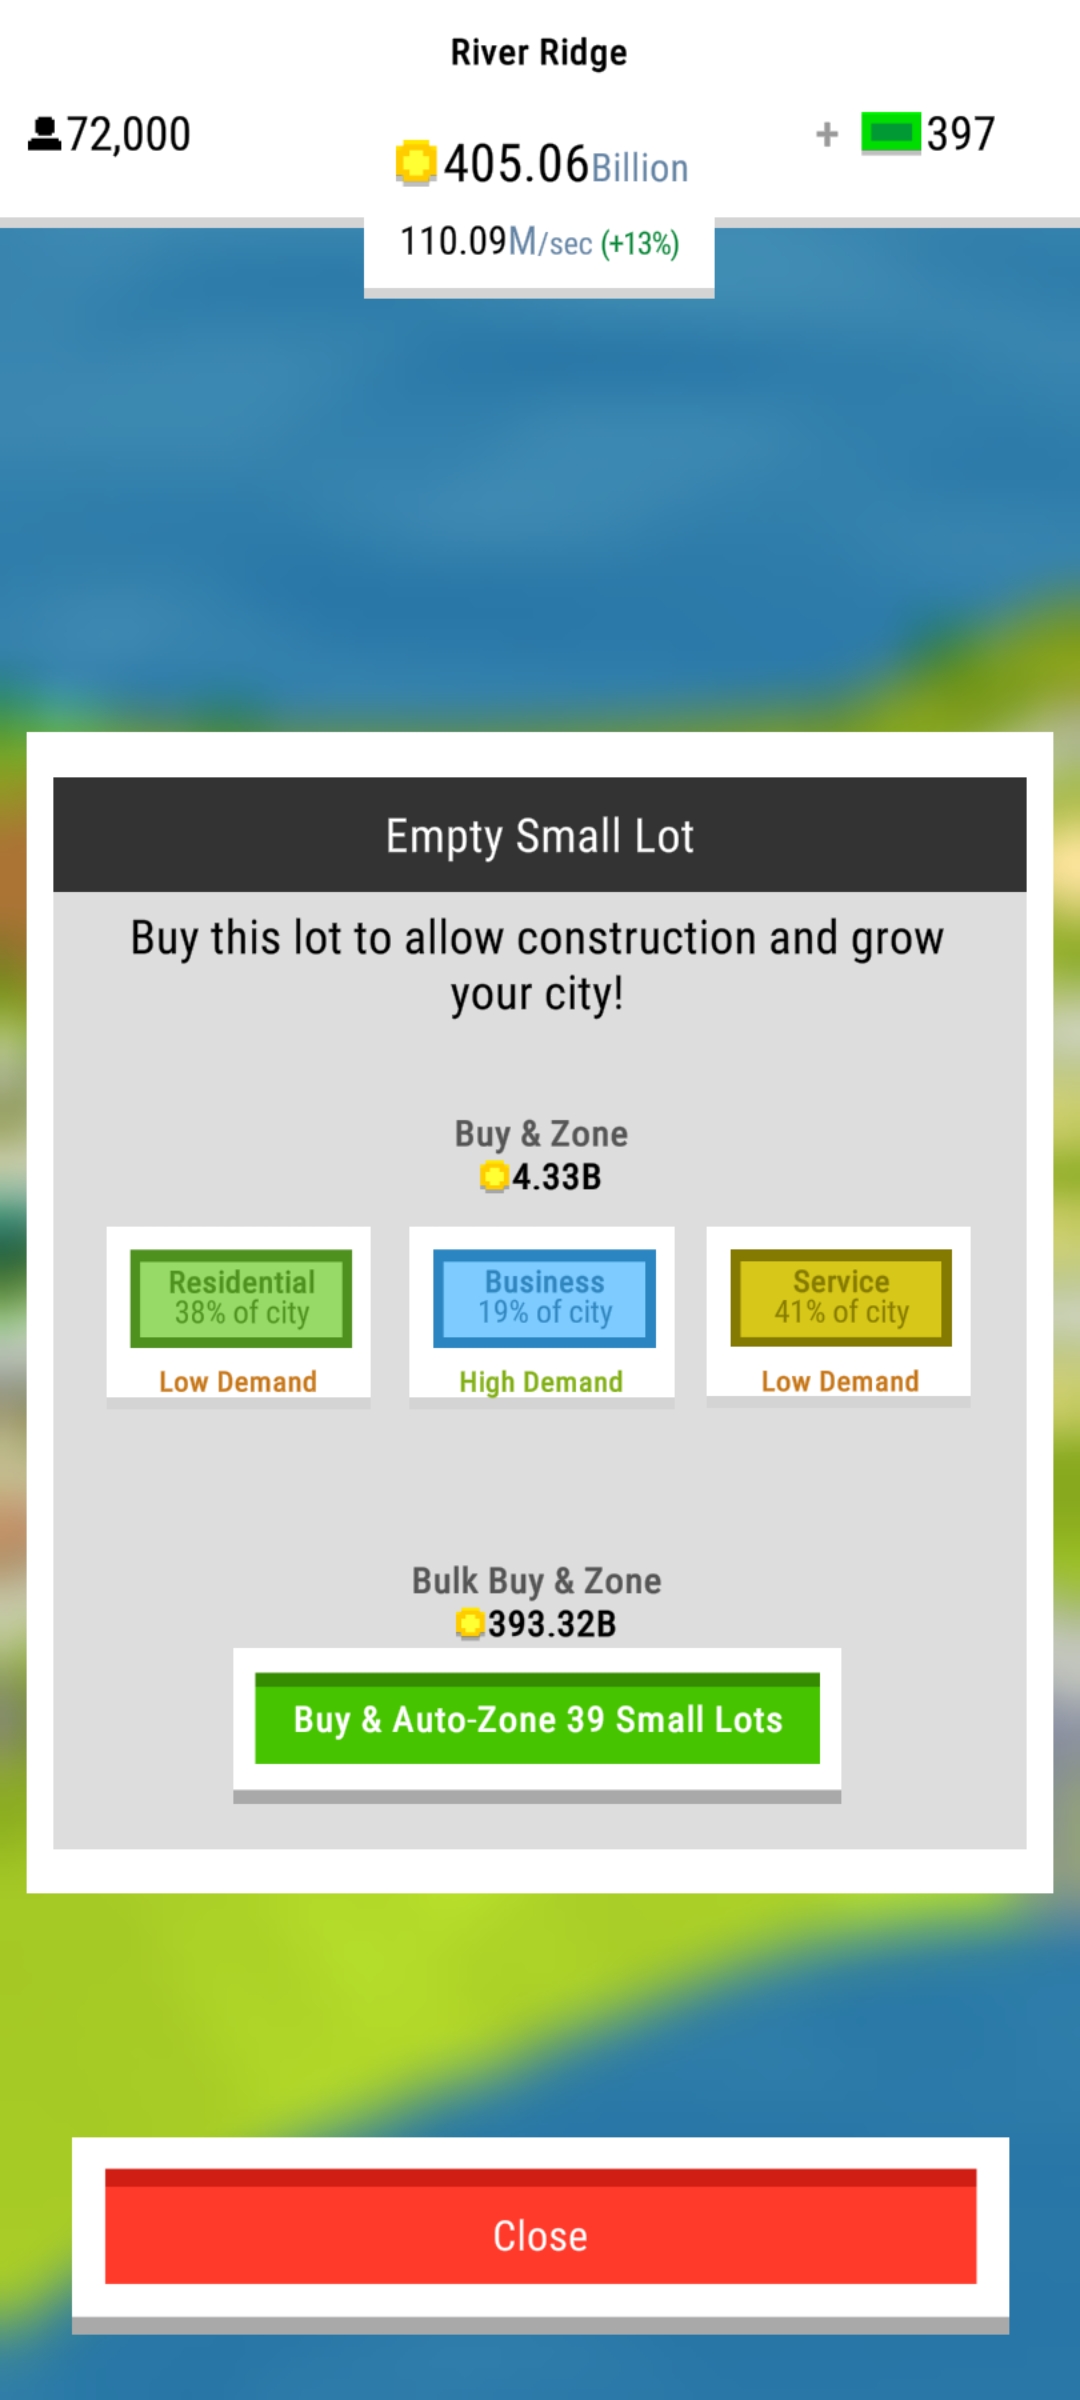 River Ridge
72,000
+ 397
405.06Billion
110.09M/sec (+13%)
Empty Small Lot
Buy this lot to allow construction and grow
your city!
Buy & Zone
4.33B
Residential
38% of city
Low Demand
Business
19% of city
High Demand
Service
41% of city
Low Demand
Bulk Buy & Zone
393.32B
Buy & Auto-Zone 39 Small Lots
Close